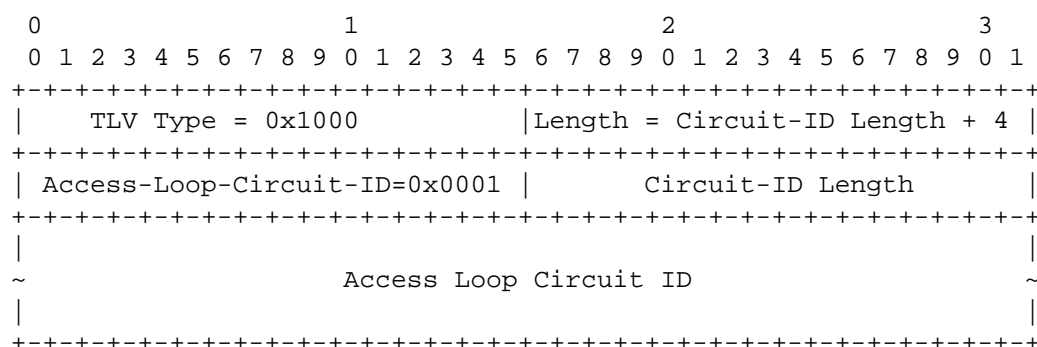 0                   1                   2                   3
 0 1 2 3 4 5 6 7 8 9 0 1 2 3 4 5 6 7 8 9 0 1 2 3 4 5 6 7 8 9 0 1
+-+-+-+-+-+-+-+-+-+-+-+-+-+-+-+-+-+-+-+-+-+-+-+-+-+-+-+-+-+-+-+-+
|    TLV Type = 0x1000          |Length = Circuit-ID Length + 4 |
+-+-+-+-+-+-+-+-+-+-+-+-+-+-+-+-+-+-+-+-+-+-+-+-+-+-+-+-+-+-+-+-+
| Access-Loop-Circuit-ID=0x0001 |       Circuit-ID Length       |
+-+-+-+-+-+-+-+-+-+-+-+-+-+-+-+-+-+-+-+-+-+-+-+-+-+-+-+-+-+-+-+-+
|                                                               |
~                    Access Loop Circuit ID                     ~
|                                                               |
+-+-+-+-+-+-+-+-+-+-+-+-+-+-+-+-+-+-+-+-+-+-+-+-+-+-+-+-+-+-+-+-+